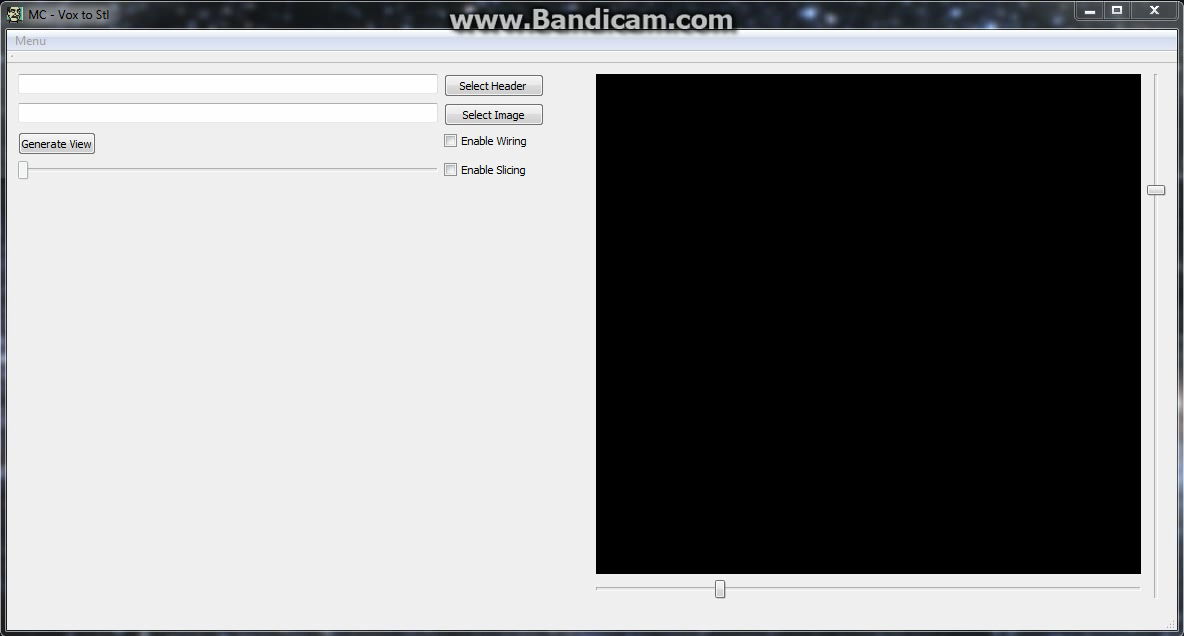 MC - Vox to Stl
www.Bandicam.com
Menu
Select Header
Select Image
Generate View
Enable Wiring
Enable Slicing